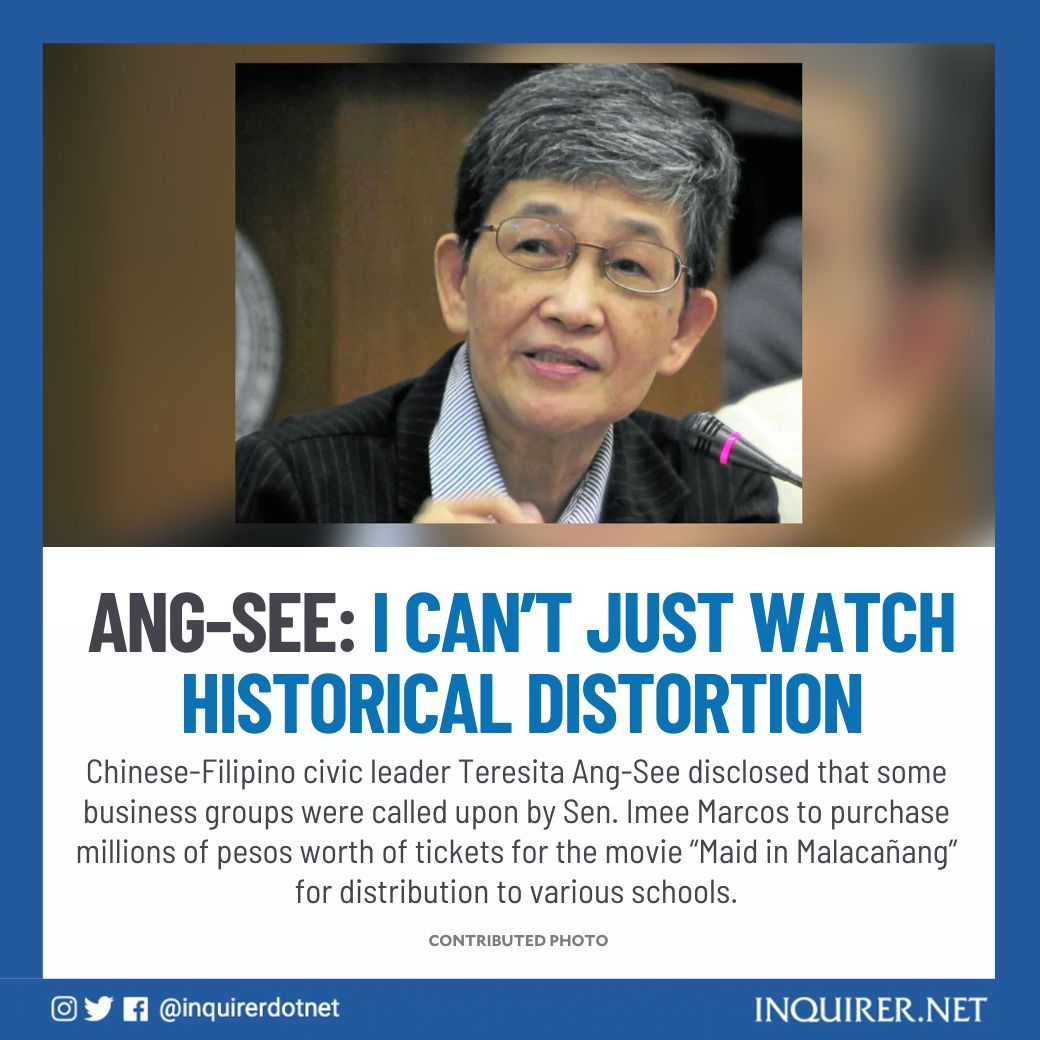 ANG-SEE: I CAN'T JUST WATCH
HISTORICAL DISTORTION
Chinese-Filipino civic leader Teresita Ang-See disclosed that some
business groups were called upon by Sen. Imee Marcos to purchase
millions of pesos worth of tickets for the movie “Maid in Malacañang”
for distribution to various schools.
CONTRIBUTED PHOTO
@inquirerdotnet
INQUIRER.NET